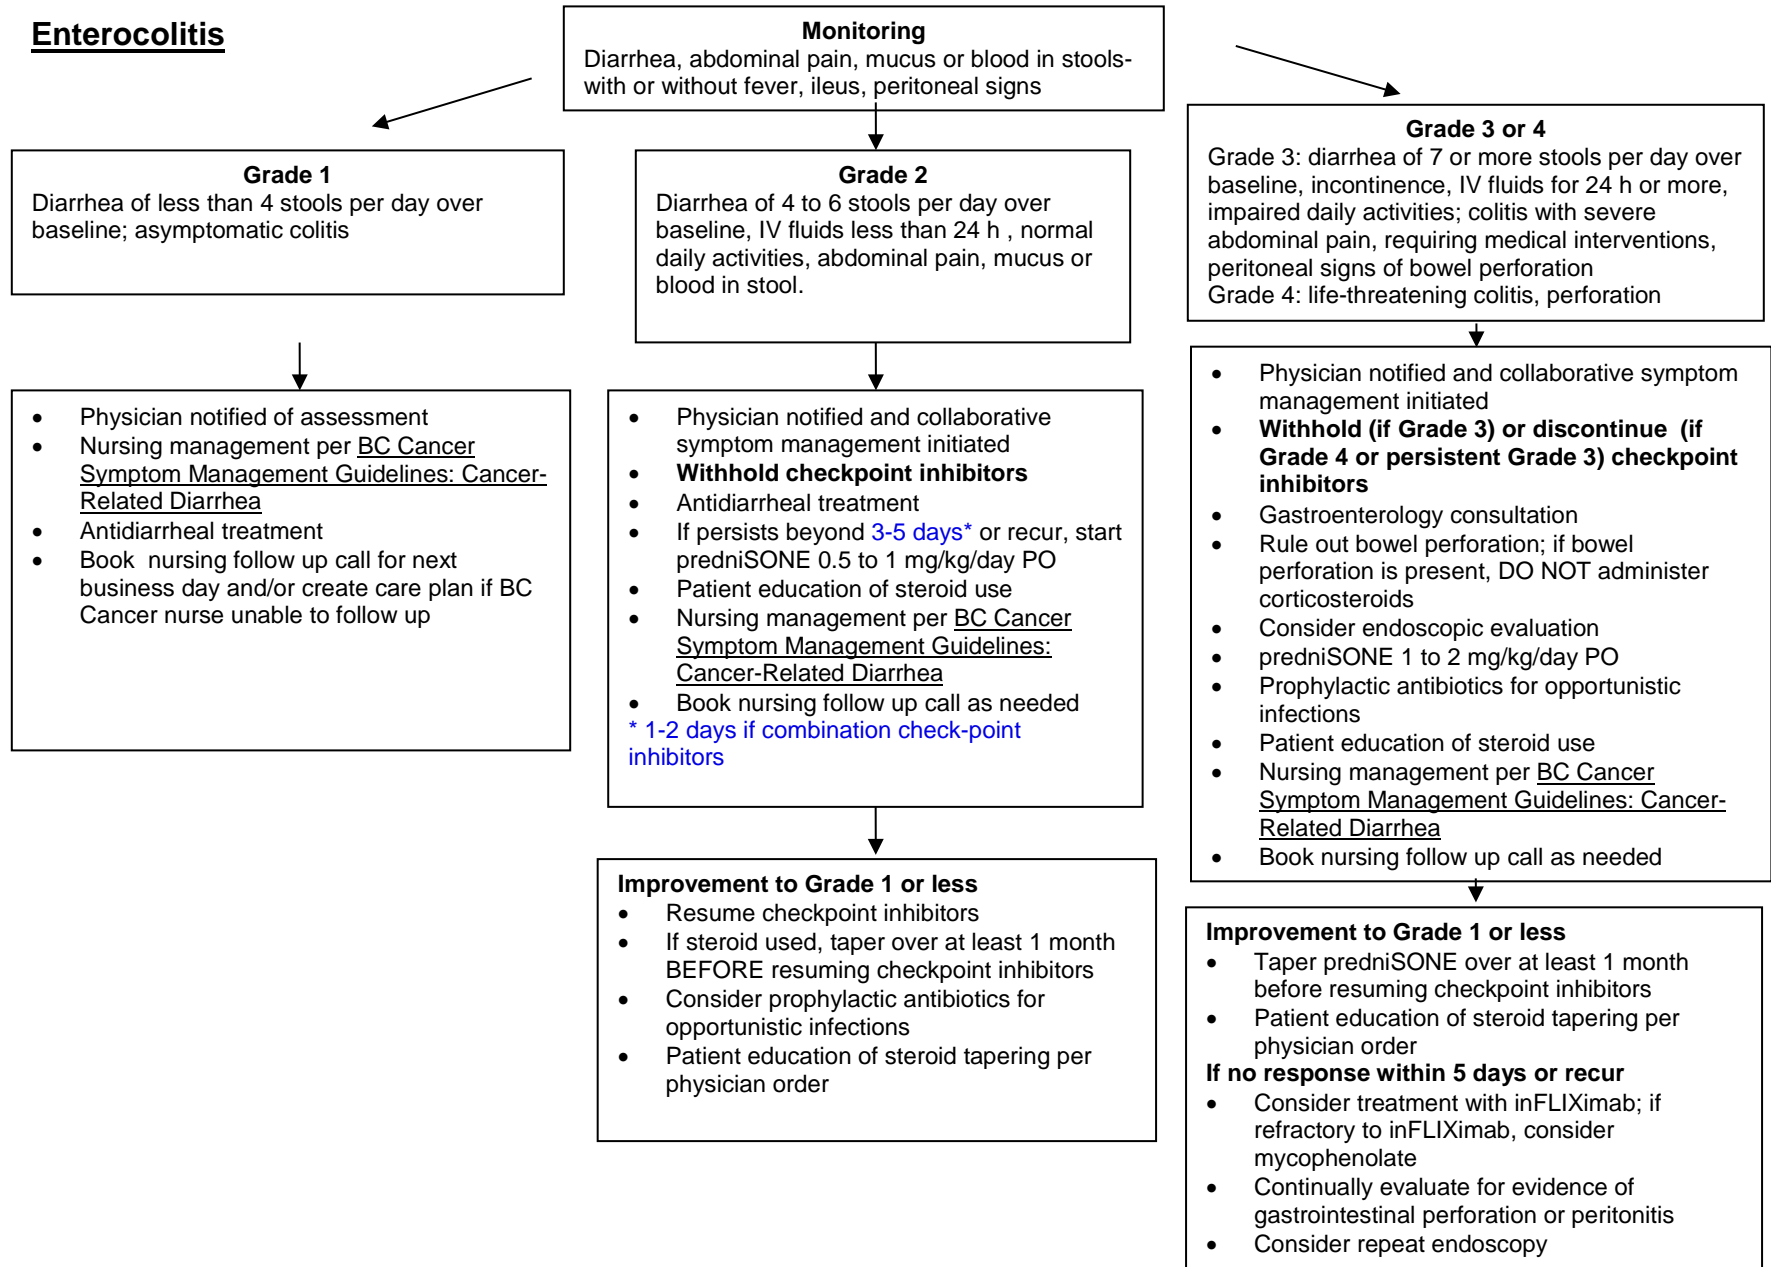 Enterocolitis
Monitoring
Diarrhea, abdominal pain, mucus or blood in stools-
with or without fever, ileus, peritoneal signs
Grade 1
Diarrhea of less than 4 stools per day over
baseline; asymptomatic colitis
• Physician notified of assessment
• Nursing management per BC Cancer
Symptom Management Guidelines: Cancer-
Related Diarrhea
• Antidiarrheal treatment
• Book  nursing follow up call for next
business day and/or create care plan if BC
Cancer nurse unable to follow up
Grade 2
Diarrhea of 4 to 6 stools per day over
baseline, IV fluids less than 24 h , normal
daily activities, abdominal pain, mucus or
blood in stool.
• Physician notified and collaborative
symptom management initiated
• Withhold checkpoint inhibitors
• Antidiarrheal treatment
• If persists beyond 3-5 days* or recur, start
predniSONE 0.5 to 1 mg/kg/day PO
• Patient education of steroid use
• Nursing management per BC Cancer
Symptom Management Guidelines:
Cancer-Related Diarrhea
• Book nursing follow up call as needed
* 1-2 days if combination check-point
inhibitors
Improvement to Grade 1 or less
• Resume checkpoint inhibitors
• If steroid used, taper over at least 1 month
BEFORE resuming checkpoint inhibitors
• Consider prophylactic antibiotics for
opportunistic infections
• Patient education of steroid tapering per
physician order
Grade 3 or 4
Grade 3: diarrhea of 7 or more stools per day over
baseline, incontinence, IV fluids for 24 h or more,
impaired daily activities; colitis with severe
abdominal pain, requiring medical interventions,
peritoneal signs of bowel perforation
Grade 4: life-threatening colitis, perforation
• Physician notified and collaborative symptom
management initiated
• Withhold (if Grade 3) or discontinue  (if
Grade 4 or persistent Grade 3) checkpoint
inhibitors
• Gastroenterology consultation
• Rule out bowel perforation; if bowel
perforation is present, DO NOT administer
corticosteroids
• Consider endoscopic evaluation
• predniSONE 1 to 2 mg/kg/day PO
• Prophylactic antibiotics for opportunistic
infections
• Patient education of steroid use
• Nursing management per BC Cancer
Symptom Management Guidelines: Cancer-
Related Diarrhea
• Book nursing follow up call as needed
Improvement to Grade 1 or less
• Taper predniSONE over at least 1 month
before resuming checkpoint inhibitors
• Patient education of steroid tapering per
physician order
If no response within 5 days or recur
• Consider treatment with inFLIXimab; if
refractory to inFLIXimab, consider
mycophenolate
• Continually evaluate for evidence of
gastrointestinal perforation or peritonitis
• Consider repeat endoscopy